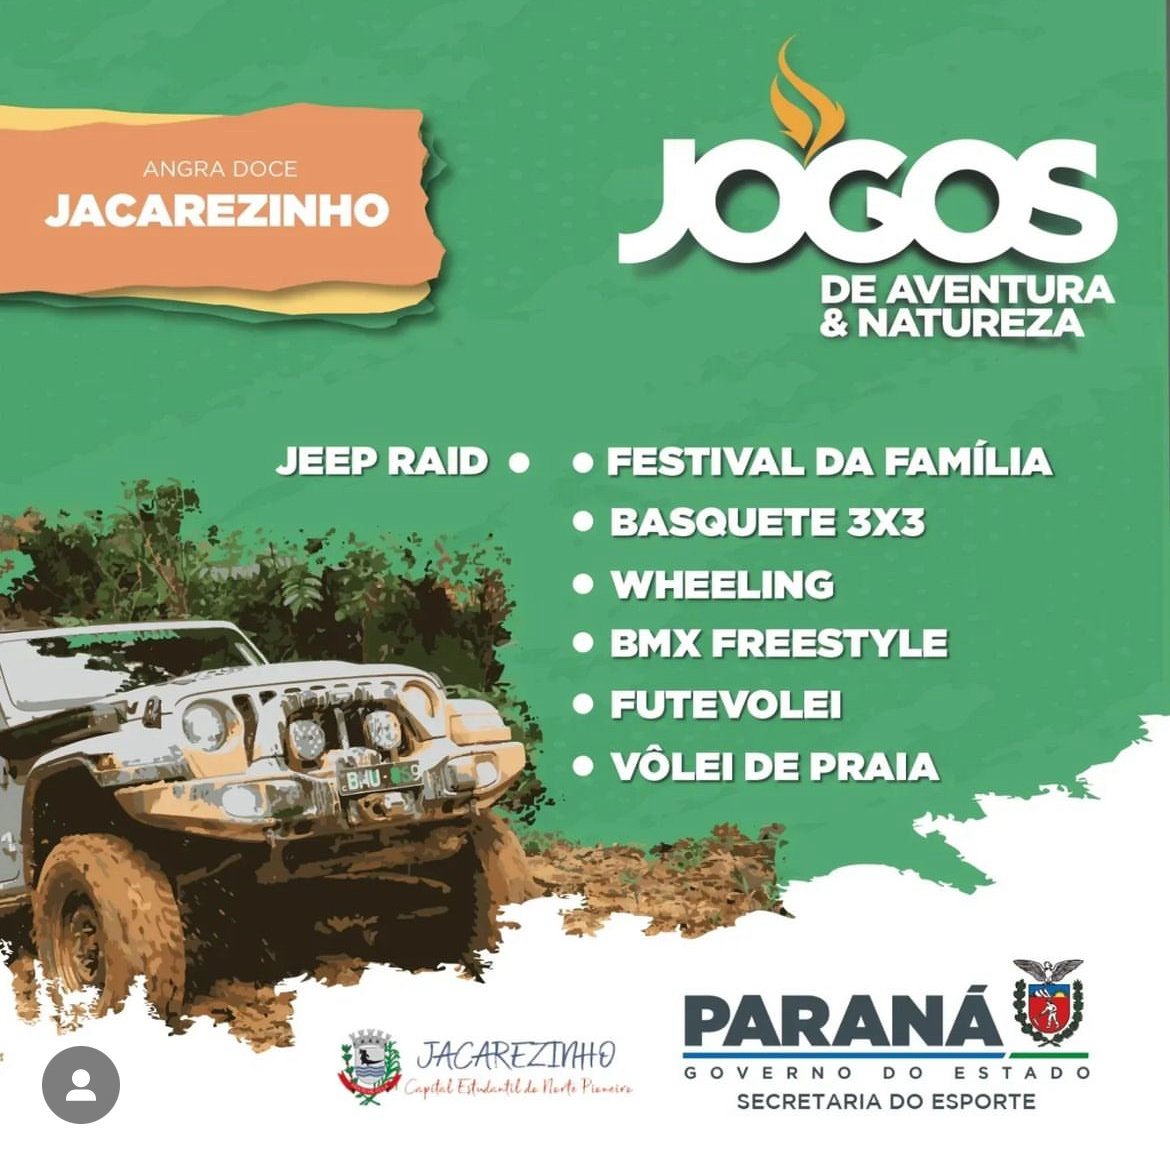 ANGRA DOCE
JACAREZINHO
JOGOS
DE AVENTURA
& NATUREZA
JEEP RAID
FESTIVAL DA FAMÍLIA
BASQUETE 3X3
WHEELING
BMX FREESTYLE
FUTEVOLEI
VÔLEI DE PRAIA
JACAREZINHO
Capital Estudantil do Norte Pioneiro
PARANÁ
GOVERNO DO ESTADO
SECRETARIA DO ESPORTE